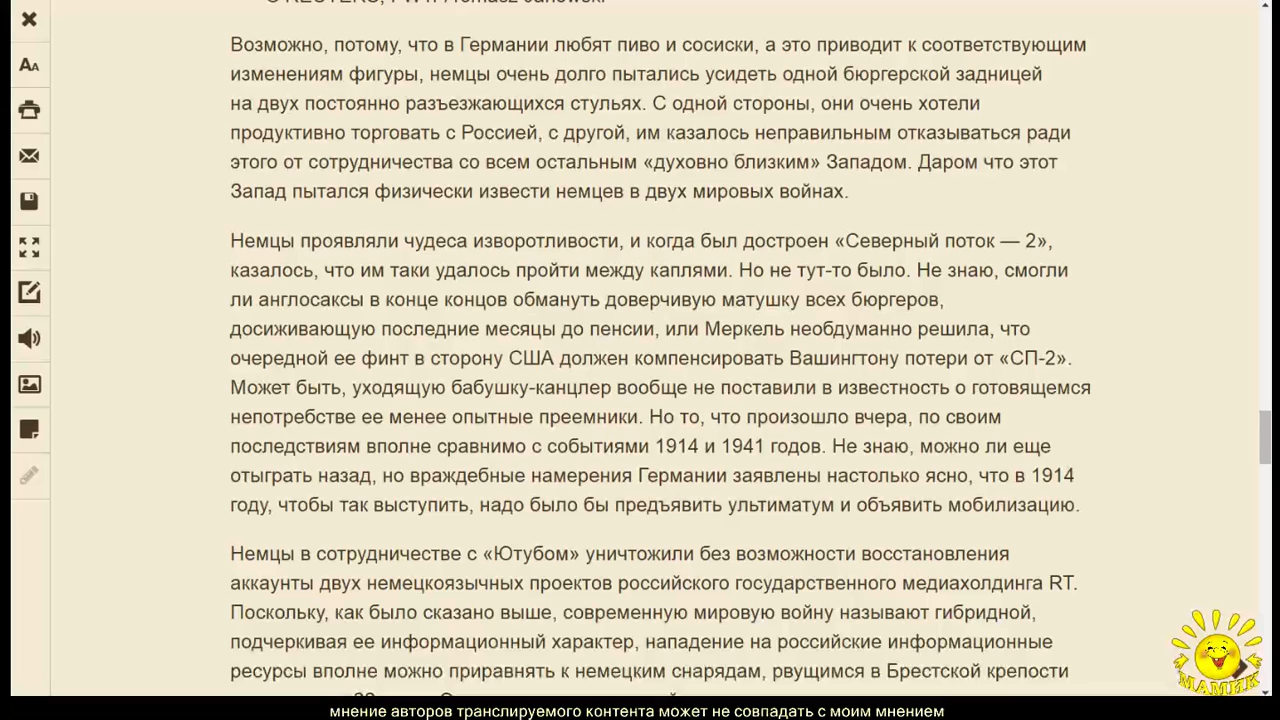 Возможно, потому, что в Германии любят пиво и сосиски, а это приводит к соответствующим
изменениям фигуры, немцы очень долго пытались усидеть одной бюргерской задницей
на двух постоянно разъезжающихся стульях. С одной стороны, они очень хотели
продуктивно торговать с Россией, с другой, им казалось неправильным отказываться ради
этого от сотрудничества со всем остальным «духовно близким» Западом. Даром что этот
Запад пытался физически извести немцев в двух мировых войнах.
Немцы проявляли чудеса изворотливости, и когда был достроен «Северный поток — 2»,
казалось, что им таки удалось пройти между каплями. Но не тут-то было. Не знаю, смогли
ли англосаксы в конце концов обмануть доверчивую матушку всех бюргеров,
досиживающую последние месяцы до пенсии, или Меркель необдуманно решила, что
очередной ее финт в сторону США должен компенсировать Вашингтону потери от «СП-2».
Может быть, уходящую бабушку-канцлер вообще не поставили в известность о готовящемся
непотребстве ее менее опытные преемники. Но то, что произошло вчера, по своим
последствиям вполне сравнимо с событиями 1914 и 1941 годов. Не знаю, можно ли еще
отыграть назад, но враждебные намерения Германии заявлены настолько ясно, что в 1914
году, чтобы так выступить, надо было бы предъявить ультиматум и объявить мобилизацию.
Немцы в сотрудничестве с «Ютубом» уничтожили без возможности восстановления
аккаунты двух немецкоязычных проектов российского государственного медиахолдинга RT.
Поскольку, как было сказано выше, современную мировую войну называют гибридной,
подчеркивая ее информационный характер, нападение на российские информационные
ресурсы вполне можно приравнять к немецким снарядам, рвущимся в Брестской крепости
МАМИК
мнение авторов транслируемого контента может не совпадать с моим мнением